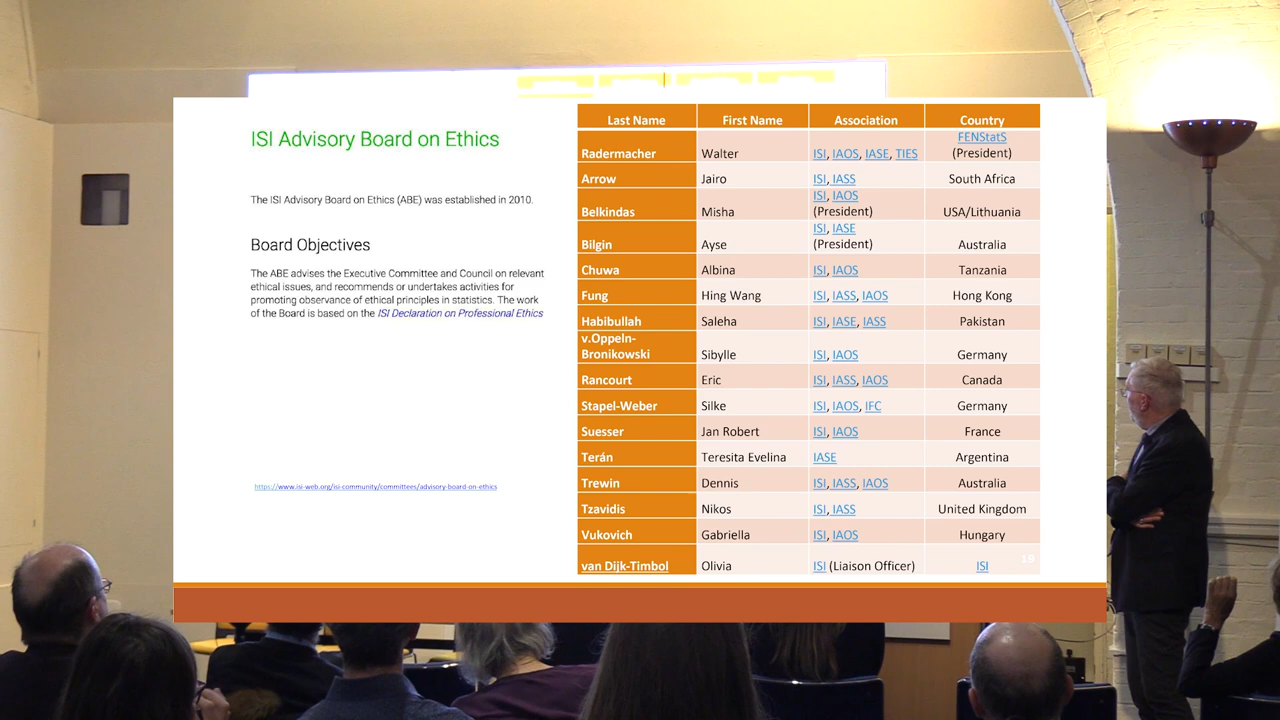 ISI Advisory Board on Ethics
The ISI Advisory Board on Ethics (ABE) was established in 2010.
Board Objectives
The ABE advises the Executive Committee and Council on relevant
ethical issues, and recommends or undertakes activities for
promoting observance of ethical principles in statistics. The work
of the Board is based on the ISI Declaration on Professional Ethics
https://www.isi-web.org/isi-community/committees/advisory-board-on-ethics
Last Name First Name Association Country
Radermacher Walter ISI, IAOS, IASE, TIES FENStatS (President)
Arrow Jairo ISI, IASS South Africa
Belkindas Misha ISI, IAOS (President) USA/Lithuania
Bilgin Ayse ISI, IASE (President) Australia
Chuwa Albina ISI, IAOS Tanzania
Fung Hing Wang ISI, IASS, IAOS Hong Kong
Habibullah Saleha ISI, IASE, IASS Pakistan
v.Oppeln-Bronikowski Sibylle ISI, IAOS Germany
Rancourt Eric ISI, IASS, IAOS Canada
Stapel-Weber Silke ISI, IAOS, IFC Germany
Suesser Jan Robert ISI, IAOS France
Terán Teresita Evelina IASE Argentina
Trewin Dennis ISI, IASS, IAOS Australia
Tzavidis Nikos ISI, IASS United Kingdom
Vukovich Gabriella ISI, IAOS Hungary
van Dijk-Timbol Olivia ISI (Liaison Officer) ISI
19